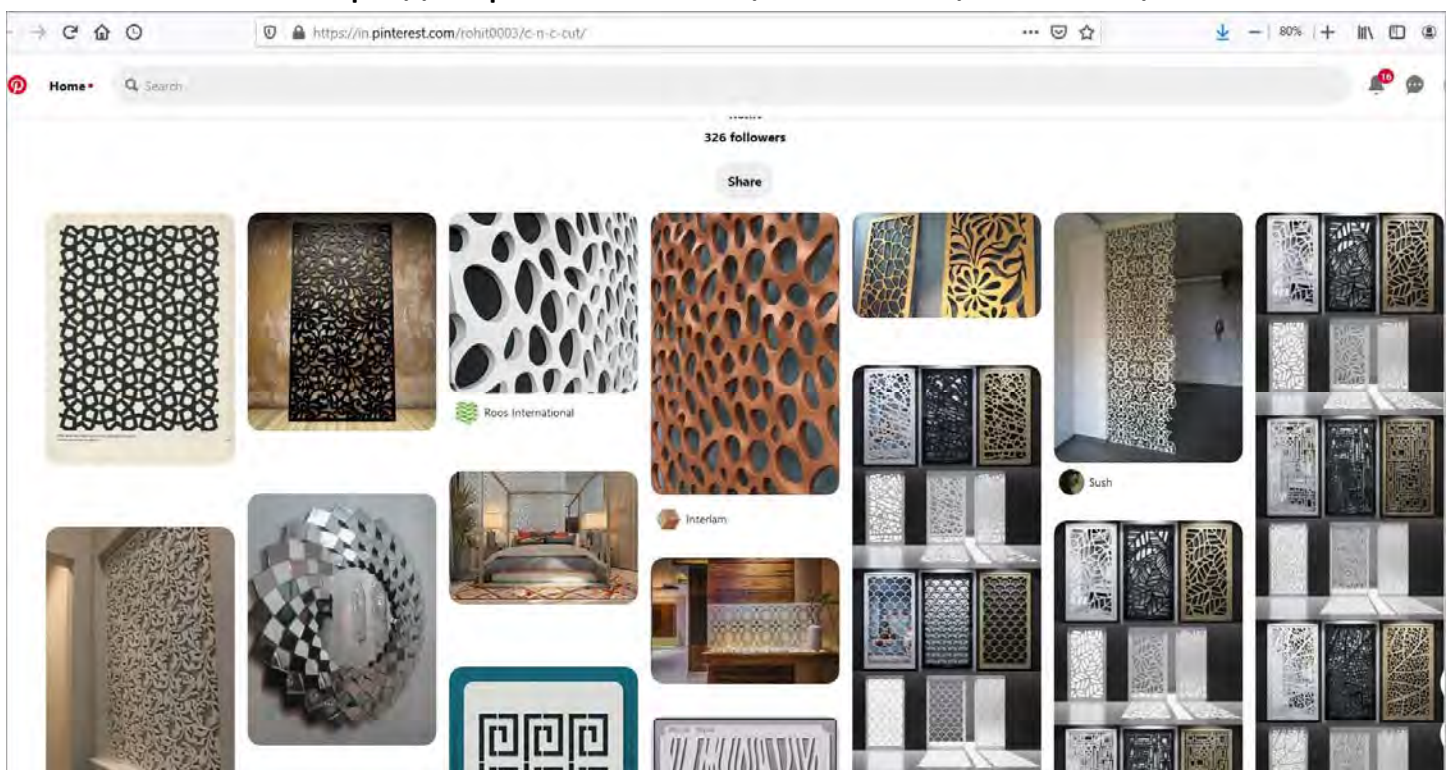 https://in.pinterest.com/rohit0003/c-n-c-cut/
80%
Home
Search
16
326 followers
Share
Roos International
Sush
Interlam